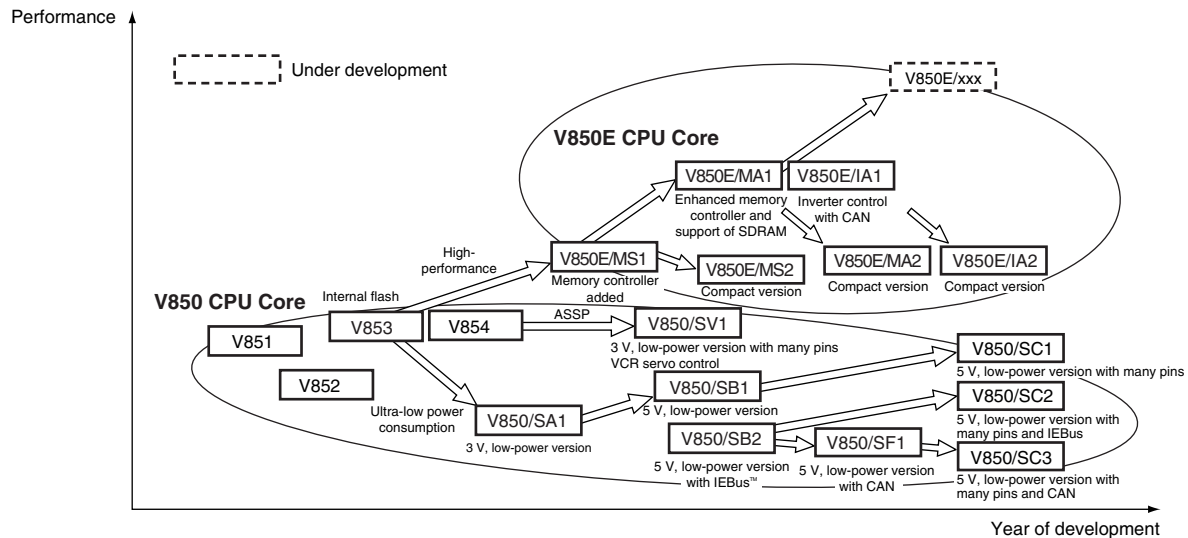 Performance
Under development
V850E/xxx
V850E CPU Core
V850E/MA1
V850E/IA1
Enhanced memory
controller and
support of SDRAM
Inverter control
with CAN
High-
performance
V850E/MS1
Memory controller
added
V850E/MS2
Compact version
V850E/MA2
Compact version
V850E/IA2
Compact version
V850 CPU Core
Internal flash
V851
V853
V854
ASSP
V850/SV1
3 V, low-power version with many pins
VCR servo control
V852
Ultra-low power
consumption
V850/SA1
3 V, low-power version
V850/SB1
5 V, low-power version
V850/SC1
5 V, low-power version with many pins
V850/SB2
5 V, low-power version
with IEBus™
V850/SF1
5 V, low-power version
with CAN
V850/SC2
5 V, low-power version with
many pins and IEBus
V850/SC3
5 V, low-power version with
many pins and CAN
Year of development